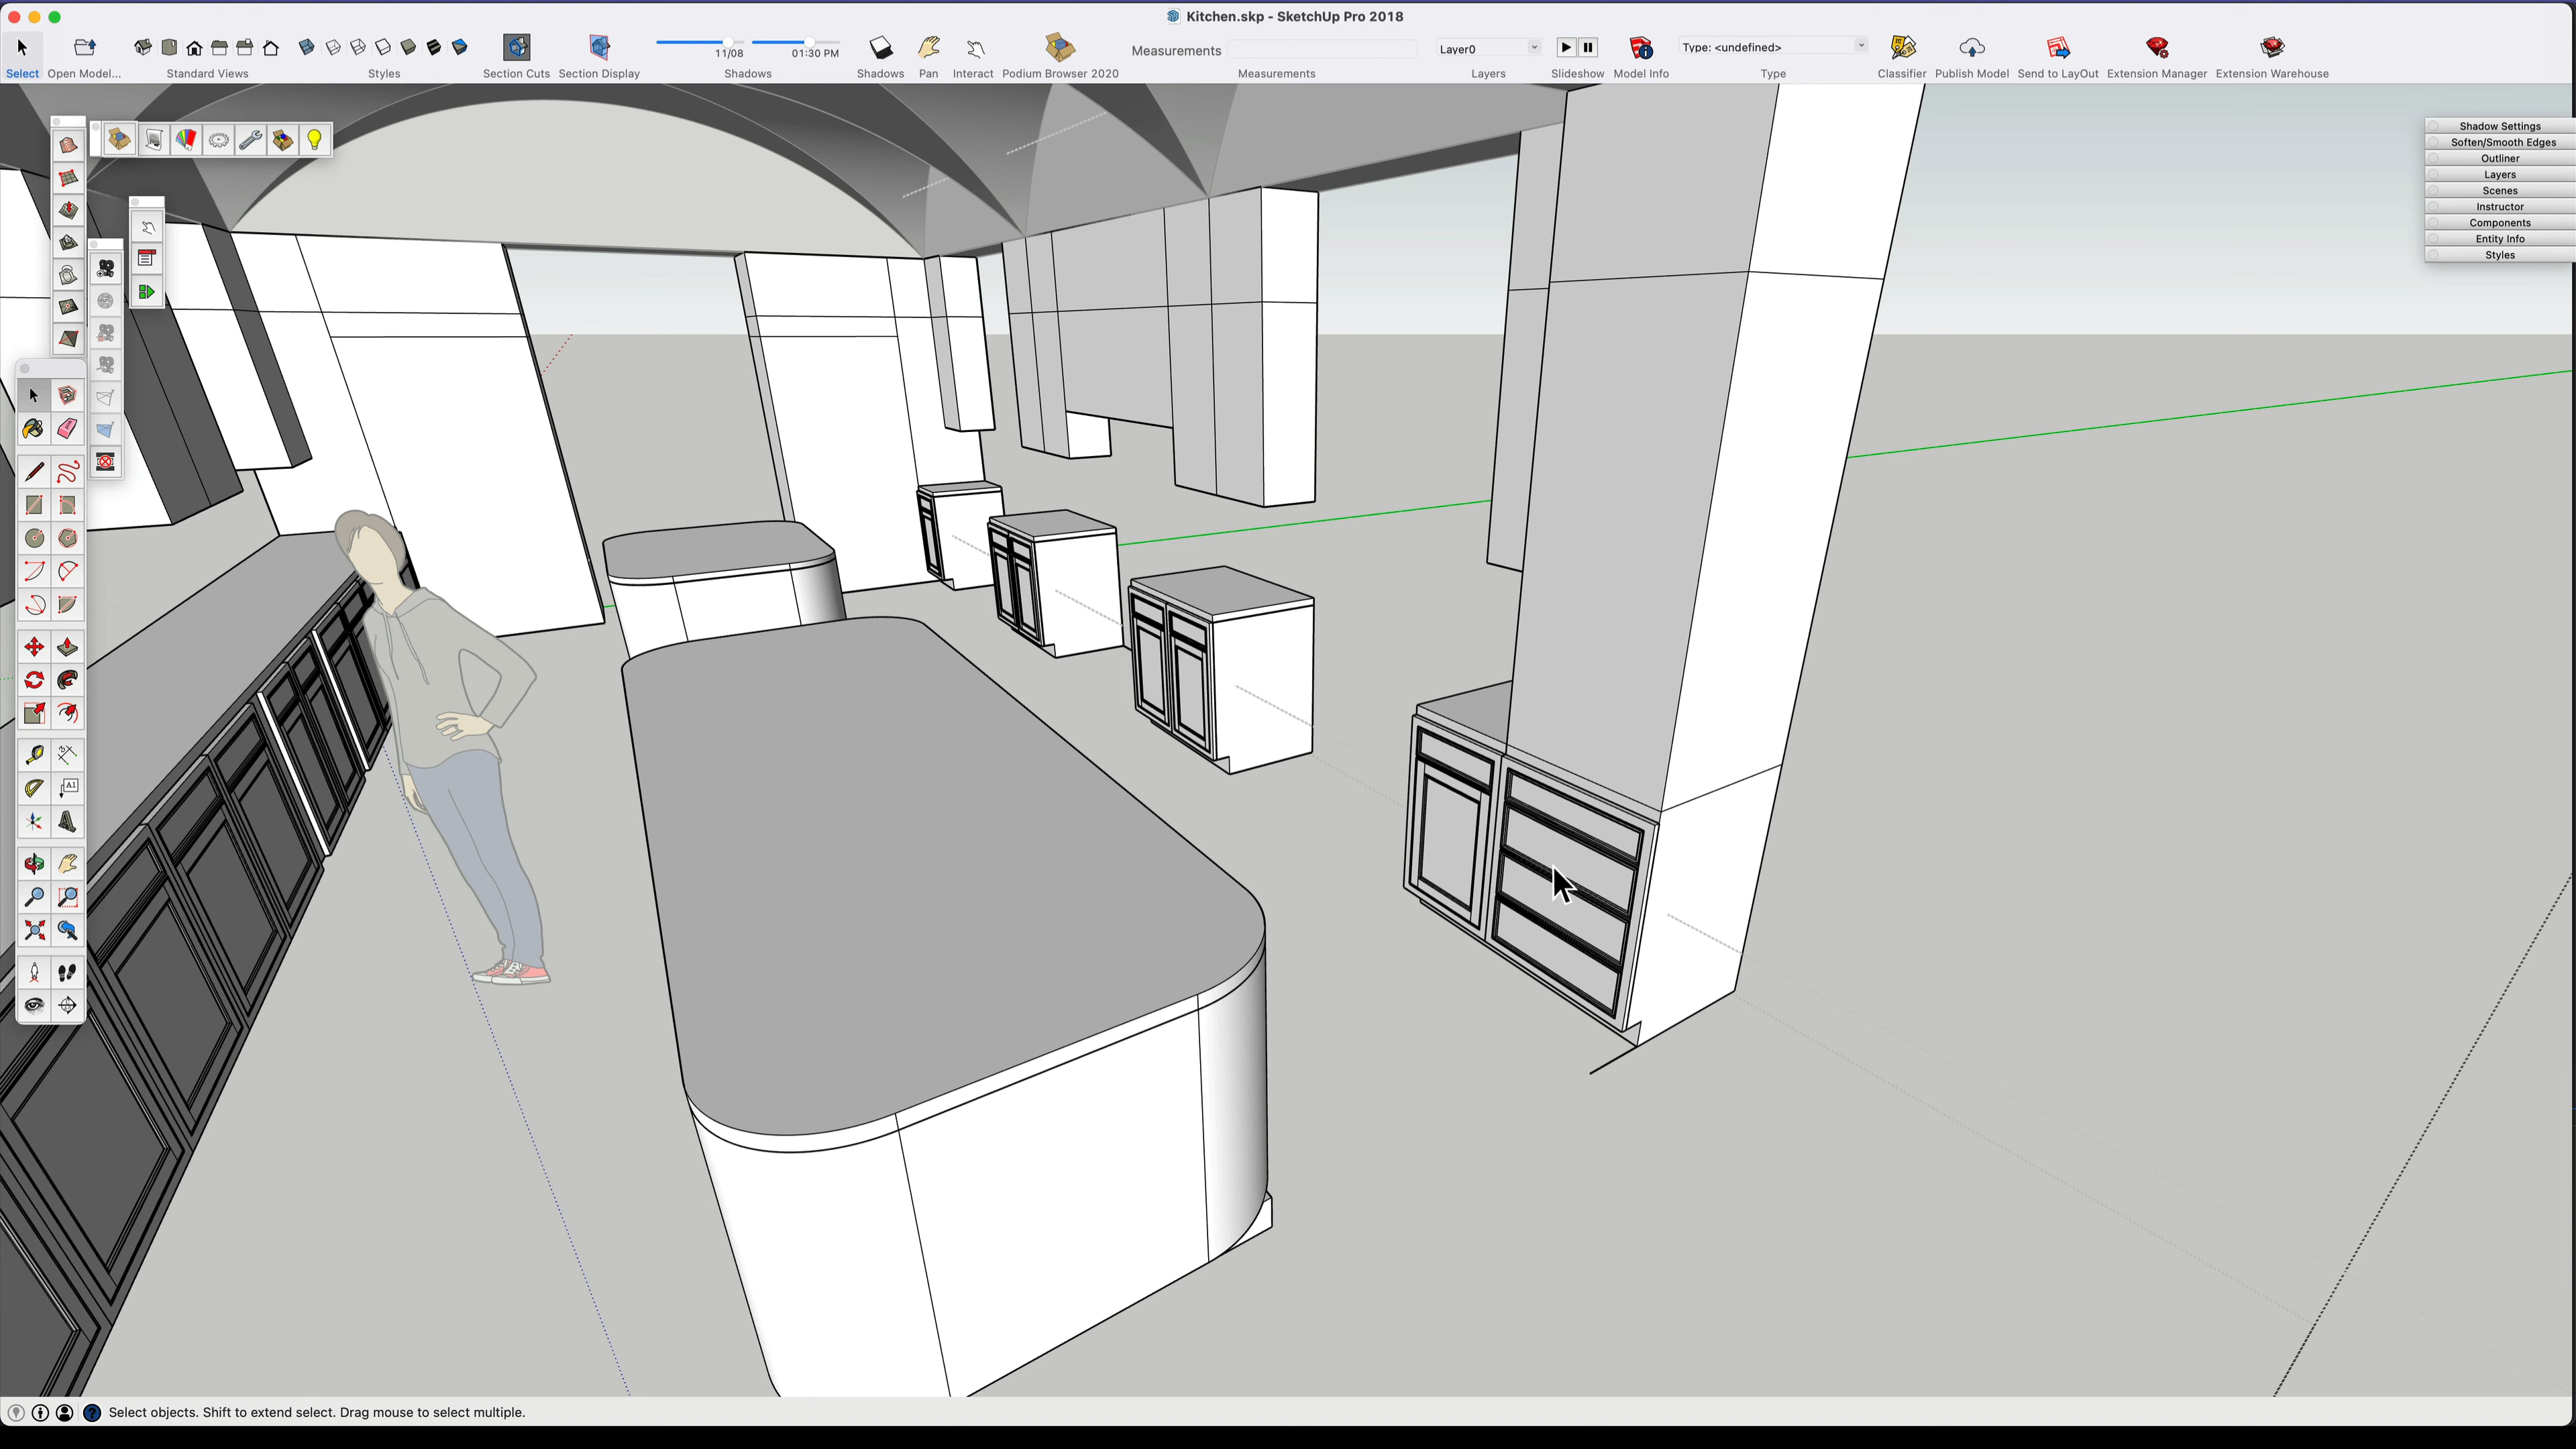 Kitchen.skp - SketchUp Pro 2018
11/08 01:30 PM Measurements Layer0 Type: <undefined>
Select Open Model... Standard Views Styles Section Cuts Section Display Shadows Shadows Pan Interact Podium Browser 2020 Measurements Layers Slideshow Model Info Type Classifier Publish Model Send to LayOut Extension Manager Extension Warehouse
Shadow Settings
Soften/Smooth Edges
Outliner
Layers
Scenes
Instructor
Components
Entity Info
Styles
A1
Select objects. Shift to extend select. Drag mouse to select multiple.